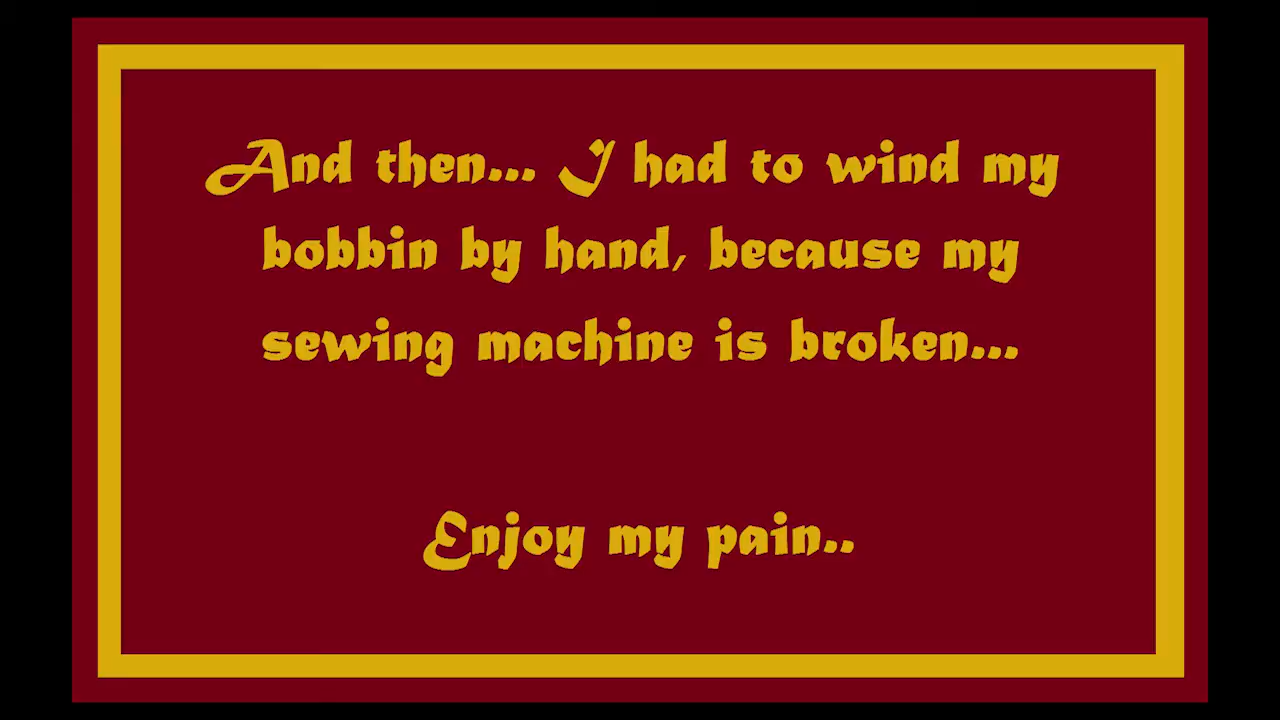 And then... I had to wind my
bobbin by hand, because my
sewing machine is broken...
Enjoy my pain..